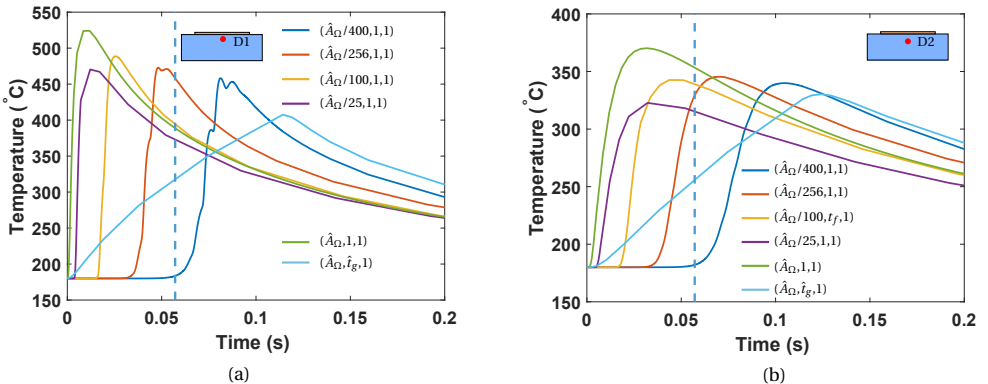 (a)
550
500
450
400
350
300
250
200
150
Temperature (°C)
0
0.05
0.1
0.15
0.2
Time (s)
D1
(Â_Ω/400,1,1)
(Â_Ω/256,1,1)
(Â_Ω/100,1,1)
(Â_Ω/25,1,1)
(Â_Ω,1,1)
(Â_Ω,t̂_g,1)
(a)
(b)
400
350
300
250
200
150
Temperature (°C)
0
0.05
0.1
0.15
0.2
Time (s)
D2
(Â_Ω/400,1,1)
(Â_Ω/256,1,1)
(Â_Ω/100,t_f,1)
(Â_Ω/25,1,1)
(Â_Ω,1,1)
(Â_Ω,t̂_g,1)
(b)